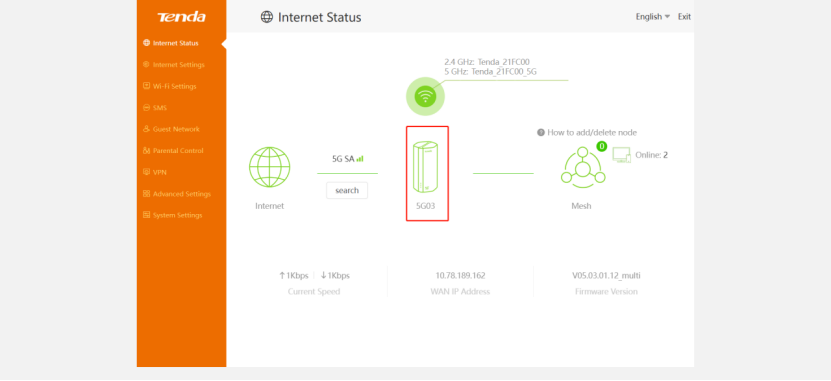 Tenda
Internet Status
English
Exit
Internet Status
Internet Settings
Wi-Fi Settings
SMS
Guest Network
Parental Control
VPN
Advanced Settings
System Settings
2.4 GHz: Tenda_21FC00
5 GHz: Tenda_21FC00_5G
? How to add/delete node
5G SA
0
Online: 2
search
Internet
5G03
Mesh
↑1Kbps ↓1Kbps
Current Speed
10.78.189.162
WAN IP Address
V05.03.01.12_multi
Firmware Version